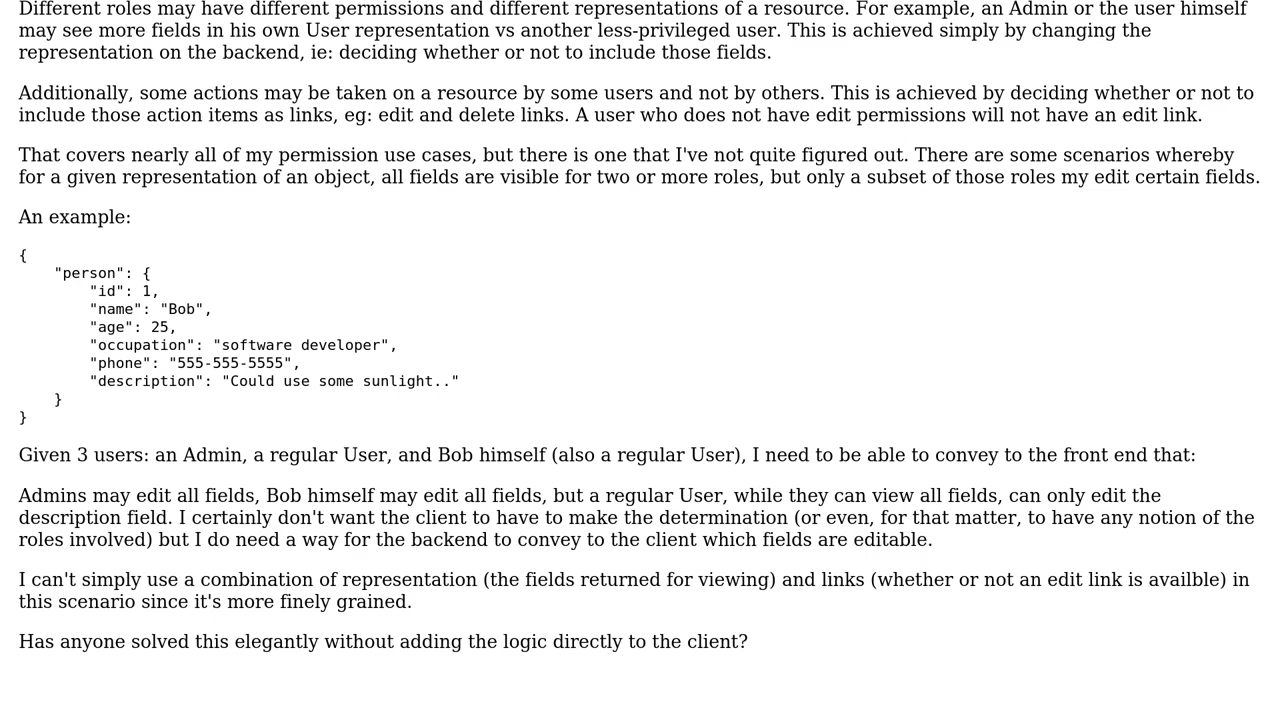 Different roles may have different permissions and different representations of a resource. For example, an Admin or the user himself
may see more fields in his own User representation vs another less-privileged user. This is achieved simply by changing the
representation on the backend, ie: deciding whether or not to include those fields.
Additionally, some actions may be taken on a resource by some users and not by others. This is achieved by deciding whether or not to
include those action items as links, eg: edit and delete links. A user who does not have edit permissions will not have an edit link.
That covers nearly all of my permission use cases, but there is one that I've not quite figured out. There are some scenarios whereby
for a given representation of an object, all fields are visible for two or more roles, but only a subset of those roles my edit certain fields.
An example:
{
    "person": {
        "id": 1,
        "name": "Bob",
        "age": 25,
        "occupation": "software developer",
        "phone": "555-555-5555",
        "description": "Could use some sunlight.."
    }
}
Given 3 users: an Admin, a regular User, and Bob himself (also a regular User), I need to be able to convey to the front end that:
Admins may edit all fields, Bob himself may edit all fields, but a regular User, while they can view all fields, can only edit the
description field. I certainly don't want the client to have to make the determination (or even, for that matter, to have any notion of the
roles involved) but I do need a way for the backend to convey to the client which fields are editable.
I can't simply use a combination of representation (the fields returned for viewing) and links (whether or not an edit link is availble) in
this scenario since it's more finely grained.
Has anyone solved this elegantly without adding the logic directly to the client?